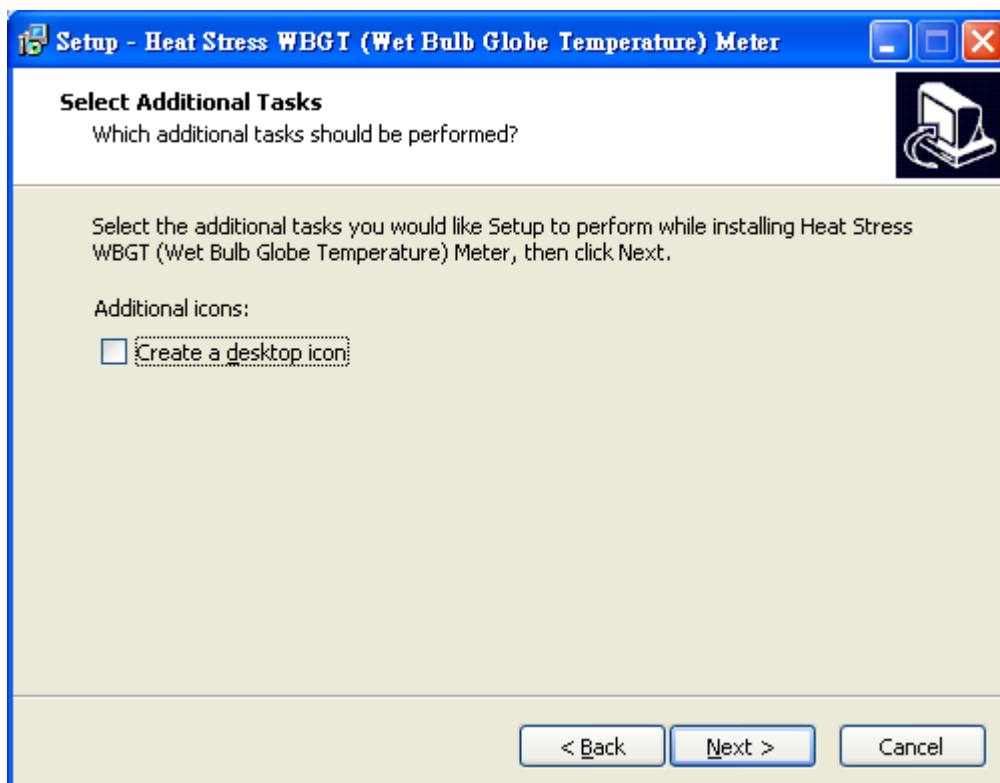 Setup - Heat Stress WBGT (Wet Bulb Globe Temperature) Meter
Select Additional Tasks
Which additional tasks should be performed?
Select the additional tasks you would like Setup to perform while installing Heat Stress
WBGT (Wet Bulb Globe Temperature) Meter, then click Next.
Additional icons:
Create a desktop icon
< Back
Next >
Cancel